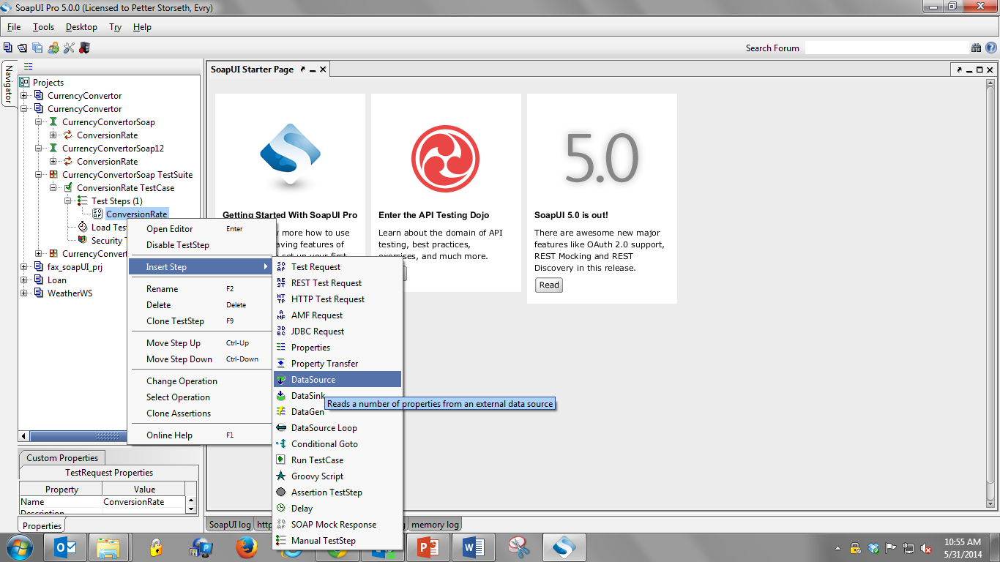 SoapUI Pro 5.0.0 (Licensed to Petter Storseth, Evry)
File Tools Desktop Try Help
Search Forum
Navigator
Projects
CurrencyConvertor
CurrencyConvertor
CurrencyConvertorSoap
ConversionRate
CurrencyConvertorSoap12
ConversionRate
CurrencyConvertorSoap TestSuite
ConversionRate TestCase
Test Steps (1)
ConversionRate
Load Tes
Security T
CurrencyConvert
fax_soapUI_prj
Loan
WeatherWS
Open Editor Enter
Disable TestStep
Insert Step
Rename F2
Delete Delete
Clone TestStep F9
Move Step Up Ctrl-Up
Move Step Down Ctrl-Down
Change Operation
Select Operation
Clone Assertions
Online Help F1
Test Request
REST Test Request
HTTP Test Request
AMF Request
JDBC Request
Properties
Property Transfer
DataSource
DataSink
Reads a number of properties from an external data source
DataGen
DataSource Loop
Conditional Goto
Run TestCase
Groovy Script
Assertion TestStep
Delay
SOAP Mock Response
Manual TestStep
SoapUI Starter Page
Getting Started With SoapUI Pro
more how to use
aving features of
Enter the API Testing Dojo
Learn about the domain of API
testing, best practices,
exercises, and much more.
5.0
SoapUI 5.0 is out!
There are awesome new major
features like OAuth 2.0 support,
REST Mocking and REST
Discovery in this release.
Read
Custom Properties
TestRequest Properties
Property Value
Name ConversionRate
Description
Properties
SoapUI log http memory log
10:55 AM
5/31/2014